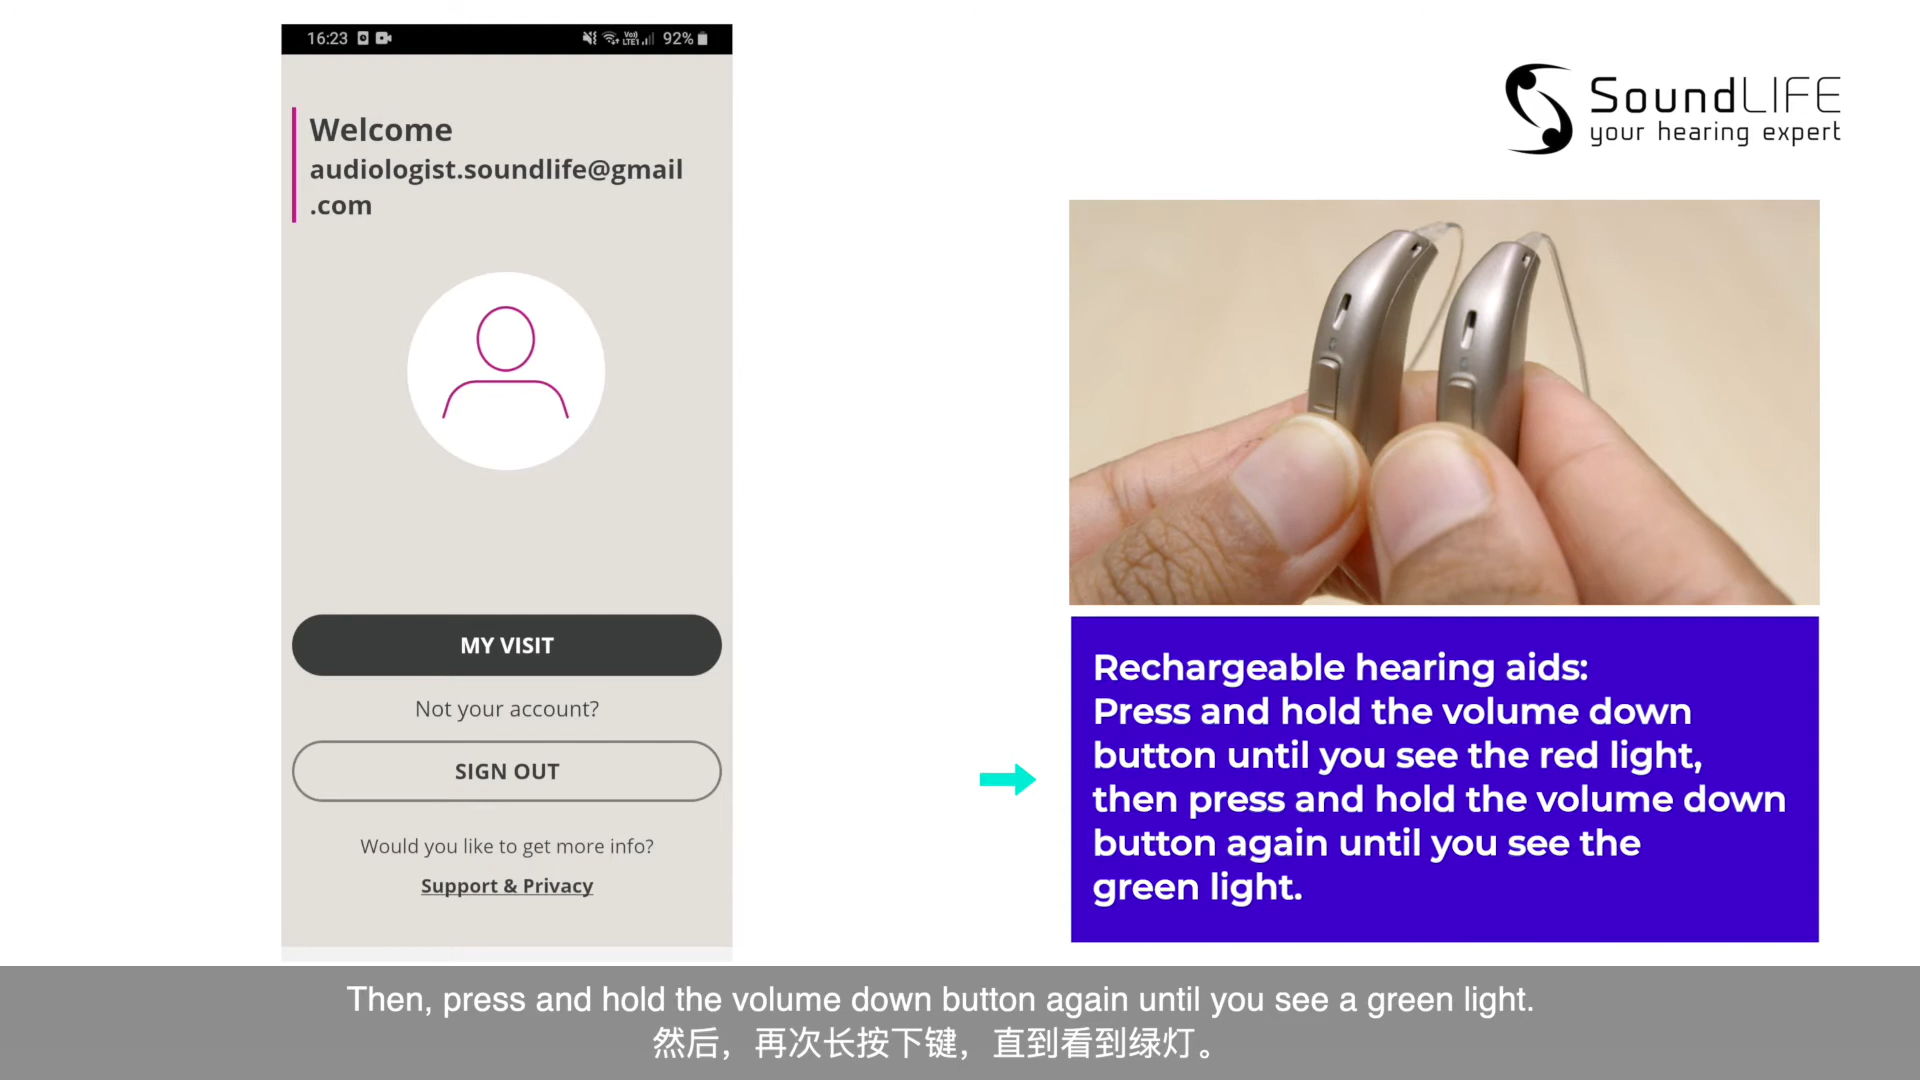 16:23
Vo)) LTE1 92%
Welcome
audiologist.soundlife@gmail
.com
MY VISIT
Not your account?
SIGN OUT
Would you like to get more info?
Support & Privacy
SoundLIFE
your hearing expert
Rechargeable hearing aids:
Press and hold the volume down
button until you see the red light,
then press and hold the volume down
button again until you see the
green light.
Then, press and hold the volume down button again until you see a green light.
然后，再次长按下键，直到看到绿灯。